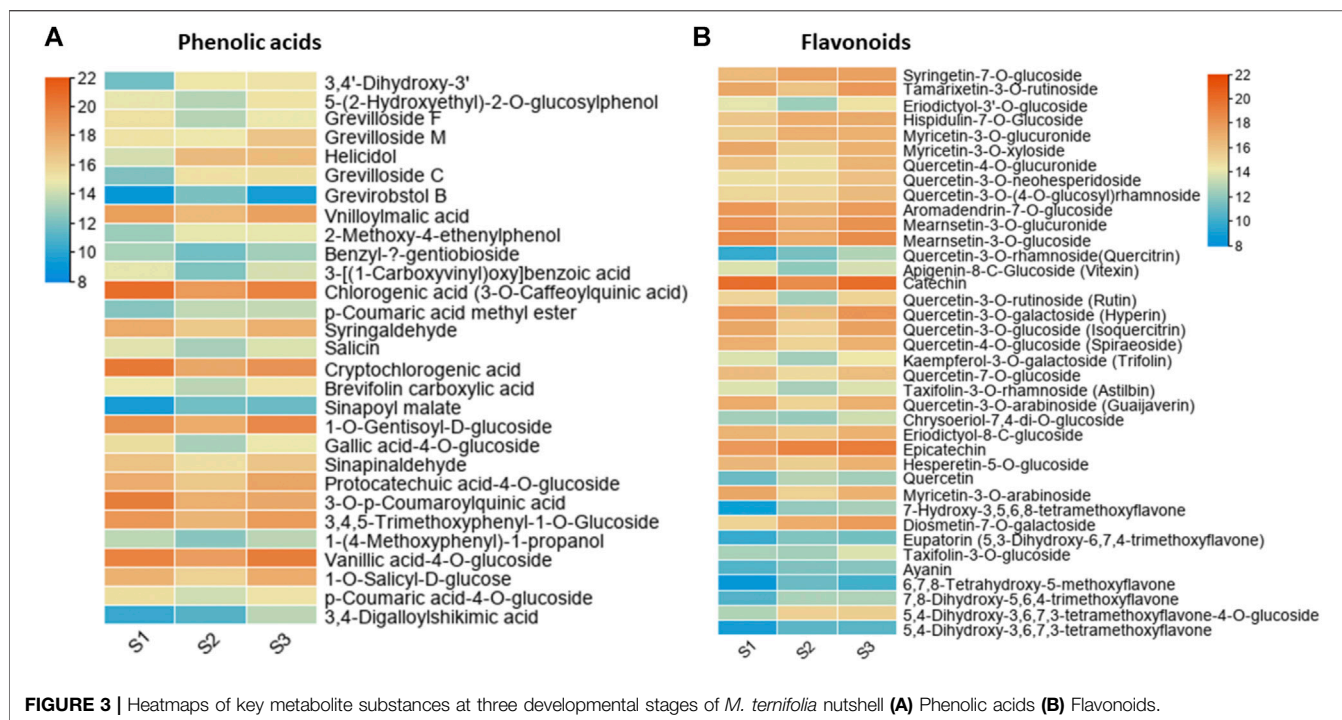 A
Phenolic acids
22
20
18
16
14
12
10
8
3,4'-Dihydroxy-3'
5-(2-Hydroxyethyl)-2-O-glucosylphenol
Grevilloside F
Grevilloside M
Helicidol
Grevilloside C
Grevirobstol B
Vnilloylmalic acid
2-Methoxy-4-ethenylphenol
Benzyl-?-gentiobioside
3-[(1-Carboxyvinyl)oxy]benzoic acid
Chlorogenic acid (3-O-Caffeoylquinic acid)
p-Coumaric acid methyl ester
Syringaldehyde
Salicin
Cryptochlorogenic acid
Brevifolin carboxylic acid
Sinapoyl malate
1-O-Gentisoyl-D-glucoside
Gallic acid-4-O-glucoside
Sinapinaldehyde
Protocatechuic acid-4-O-glucoside
3-O-p-Coumaroylquinic acid
3,4,5-Trimethoxyphenyl-1-O-Glucoside
1-(4-Methoxyphenyl)-1-propanol
Vanillic acid-4-O-glucoside
1-O-Salicyl-D-glucose
p-Coumaric acid-4-O-glucoside
3,4-Digalloylshikimic acid
S1 S2 S3
B
Flavonoids
Syringetin-7-O-glucoside
Tamarixetin-3-O-rutinoside
Eriodictyol-3'-O-glucoside
Hispidulin-7-O-Glucoside
Myricetin-3-O-glucuronide
Myricetin-3-O-xyloside
Quercetin-4-O-glucuronide
Quercetin-3-O-neohesperidoside
Quercetin-3-O-(4-O-glucosyl)rhamnoside
Aromadendrin-7-O-glucoside
Mearnsetin-3-O-glucuronide
Mearnsetin-3-O-glucoside
Quercetin-3-O-rhamnoside(Quercitrin)
Apigenin-8-C-Glucoside (Vitexin)
Catechin
Quercetin-3-O-rutinoside (Rutin)
Quercetin-3-O-galactoside (Hyperin)
Quercetin-3-O-glucoside (Isoquercitrin)
Quercetin-4-O-glucoside (Spiraeoside)
Kaempferol-3-O-galactoside (Trifolin)
Quercetin-7-O-glucoside
Taxifolin-3-O-rhamnoside (Astilbin)
Quercetin-3-O-arabinoside (Guaijaverin)
Chrysoeriol-7,4-di-O-glucoside
Eriodictyol-8-C-glucoside
Epicatechin
Hesperetin-5-O-glucoside
Quercetin
Myricetin-3-O-arabinoside
7-Hydroxy-3,5,6,8-tetramethoxyflavone
Diosmetin-7-O-galactoside
Eupatorin (5,3-Dihydroxy-6,7,4-trimethoxyflavone)
Taxifolin-3-O-glucoside
Ayanin
6,7,8-Tetrahydroxy-5-methoxyflavone
7,8-Dihydroxy-5,6,4-trimethoxyflavone
5,4-Dihydroxy-3,6,7,3-tetramethoxyflavone-4-O-glucoside
5,4-Dihydroxy-3,6,7,3-tetramethoxyflavone
S1 S2 S3
22
20
18
16
14
12
10
8
FIGURE 3 | Heatmaps of key metabolite substances at three developmental stages of M. ternifolia nutshell (A) Phenolic acids (B) Flavonoids.